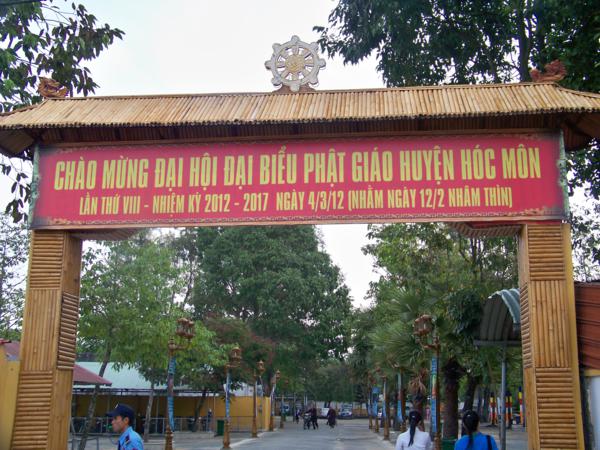 CHÀO MỪNG ĐẠI HỘI ĐẠI BIỂU PHẬT GIÁO HUYỆN HÓC MÔN
LẦN THỨ VIII - NHIỆM KỲ 2012 - 2017 NGÀY 4/3/12 (NHẰM NGÀY 12/2 NHÂM THÌN)